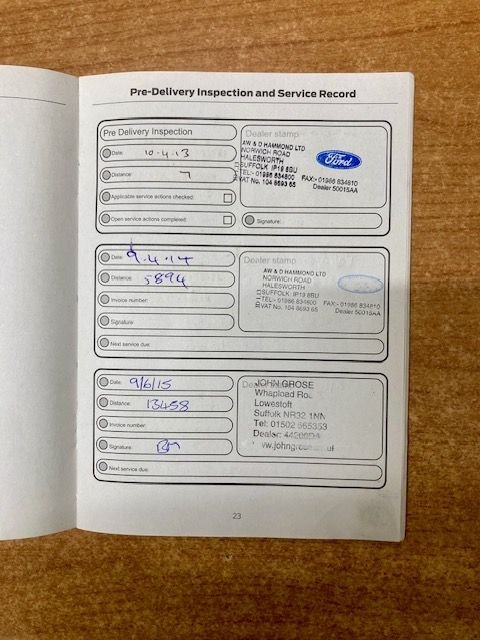 Pre-Delivery Inspection and Service Record
Pre Delivery Inspection
Date: 10.4.13
Distance: 7
Applicable service actions checked:
Open service actions completed:
Dealer stamp
AW & D HAMMOND LTD
NORWICH ROAD
HALESWORTH
SUFFOLK IP19 8BU
TEL:- 01986 834800 FAX:- 01986 834810
VAT No. 104 8693 65 Dealer 50015AA
Ford
Signature:
Date: 9.4.14
Distance: 5894
Invoice number:
Signature
Next service due:
Dealer stamp
AW & D HAMMOND LTD
NORWICH ROAD
HALESWORTH
SUFFOLK IP19 8BU
TEL:- 01986 834800 FAX:- 01986 834810
VAT No. 104 8693 65 Dealer 50015AA
Date: 9/6/15
Distance: 13458
Invoice number:
Signature:
Next service due:
JOHN GROSE
Whapload
Lowestoft
Suffolk NR32 1NN
Tel: 01502 565353
Dealer:
23